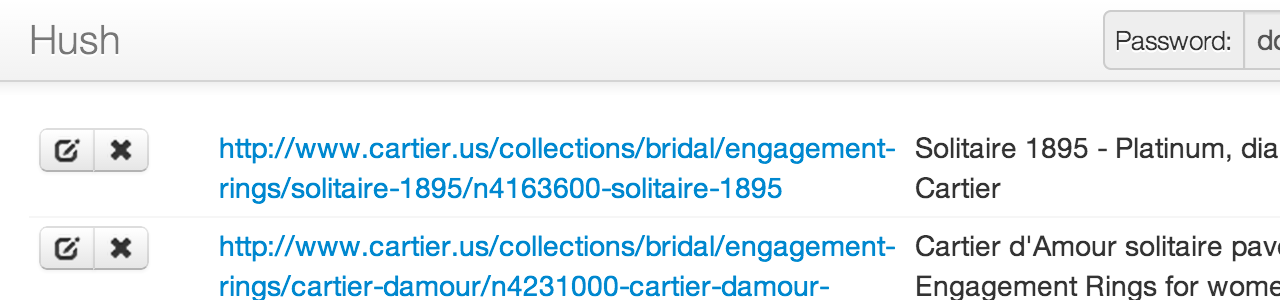 Hush
Password:
http://www.cartier.us/collections/bridal/engagement-
rings/solitaire-1895/n4163600-solitaire-1895
Solitaire 1895 - Platinum,
Cartier
http://www.cartier.us/collections/bridal/engagement-
rings/cartier-damour/n4231000-cartier-damour-
Cartier d'Amour solitaire
Engagement Rings for